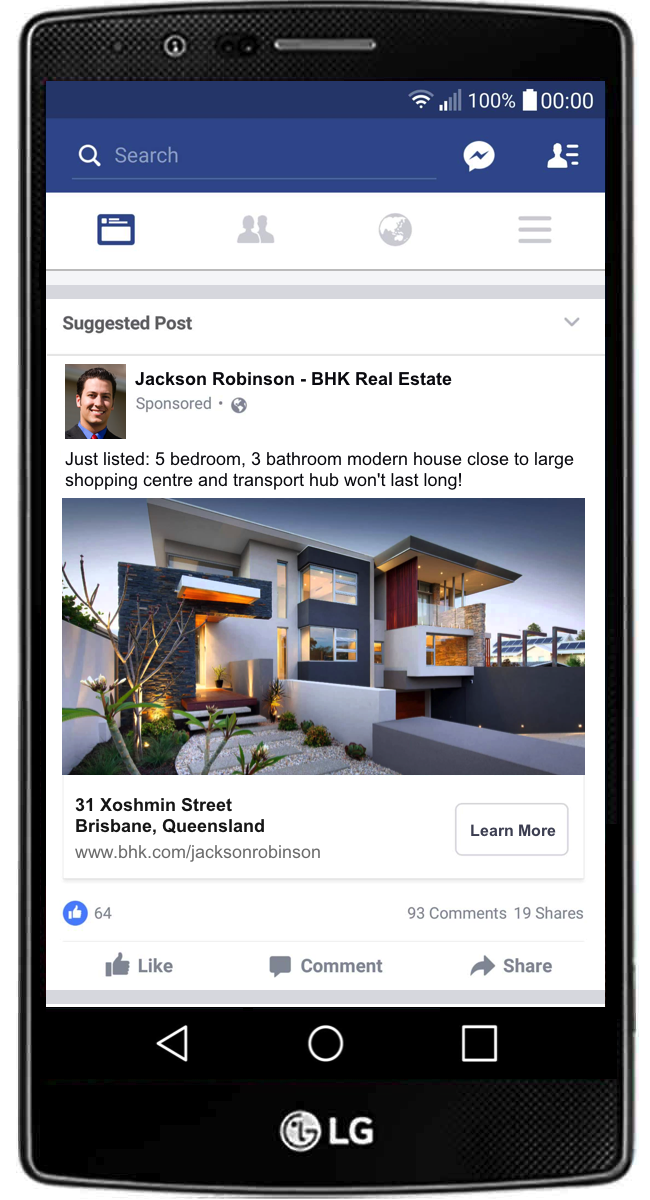 100% 00:00
Search
Suggested Post
Jackson Robinson - BHK Real Estate
Sponsored
Just listed: 5 bedroom, 3 bathroom modern house close to large
shopping centre and transport hub won't last long!
31 Xoshmin Street
Brisbane, Queensland
www.bhk.com/jacksonrobinson
Learn More
64 93 Comments 19 Shares
Like Comment Share
LG